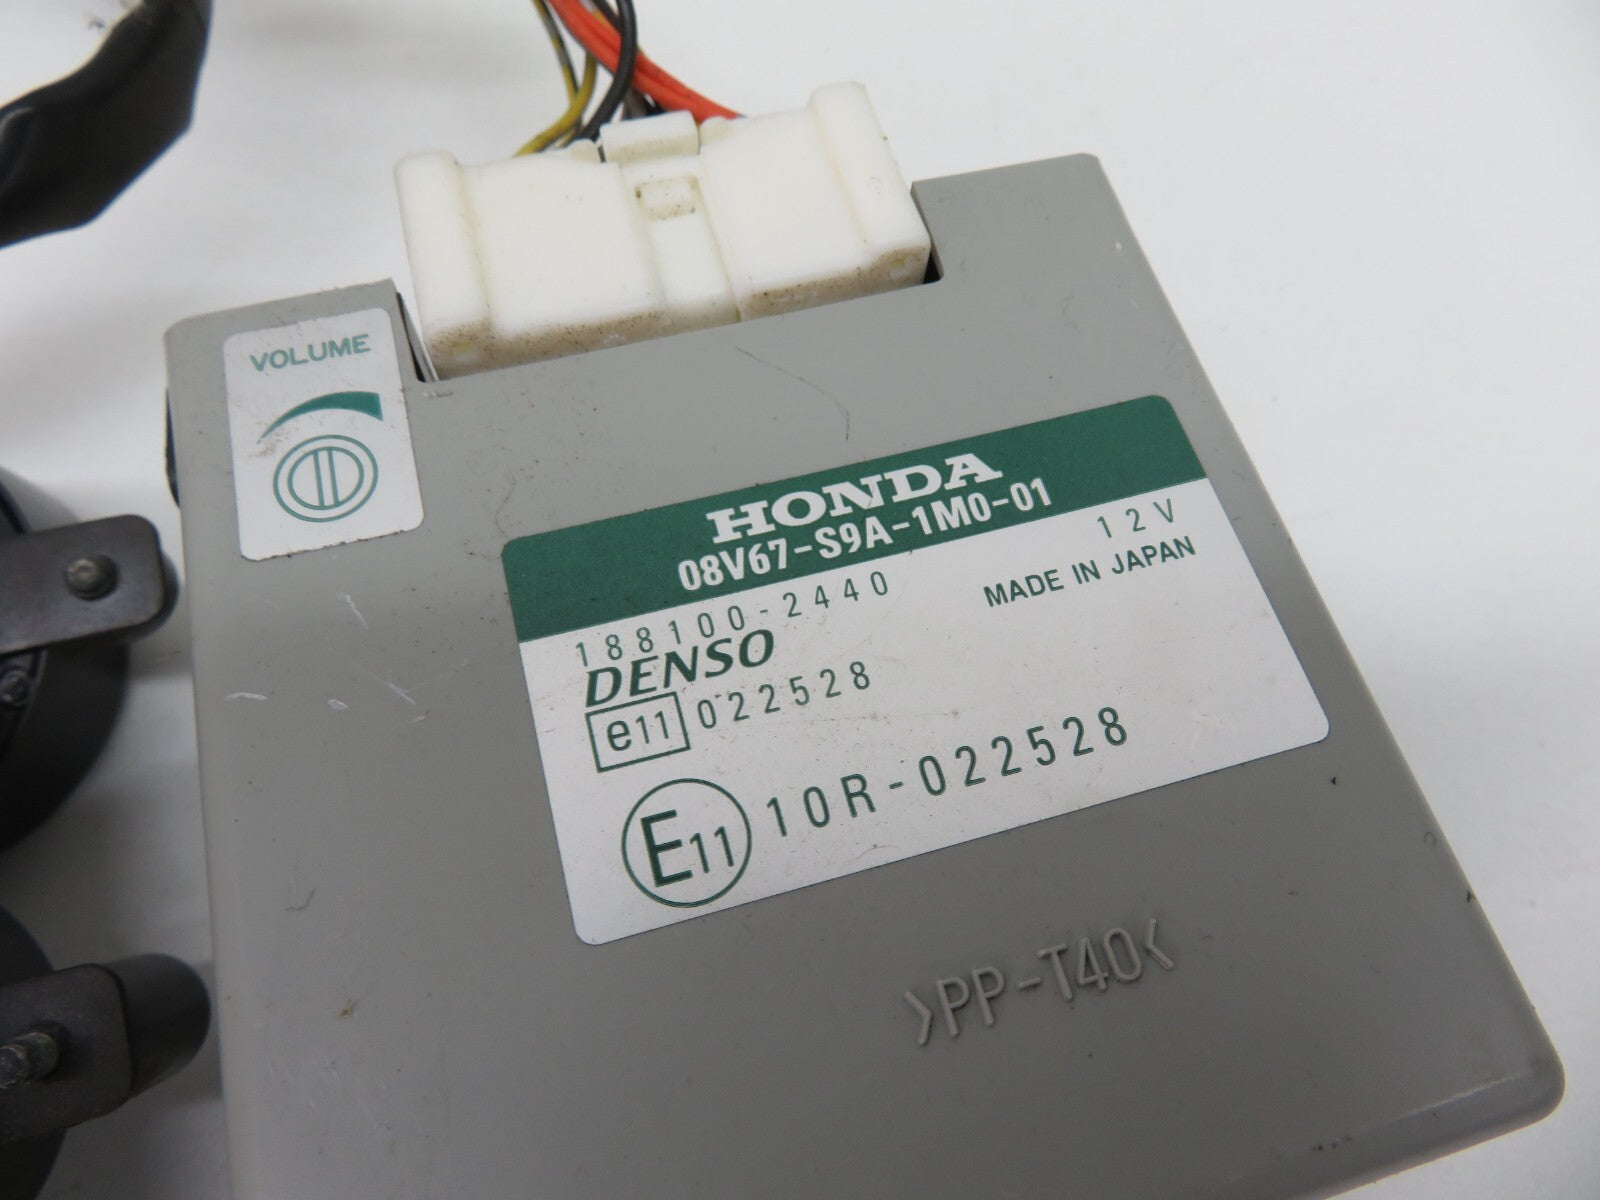 VOLUME
HONDA
08V67-S9A-1M0-01
188100-2440
12V
DENSO
MADE IN JAPAN
e11 022528
E11 10R-022528
>PP-T40<